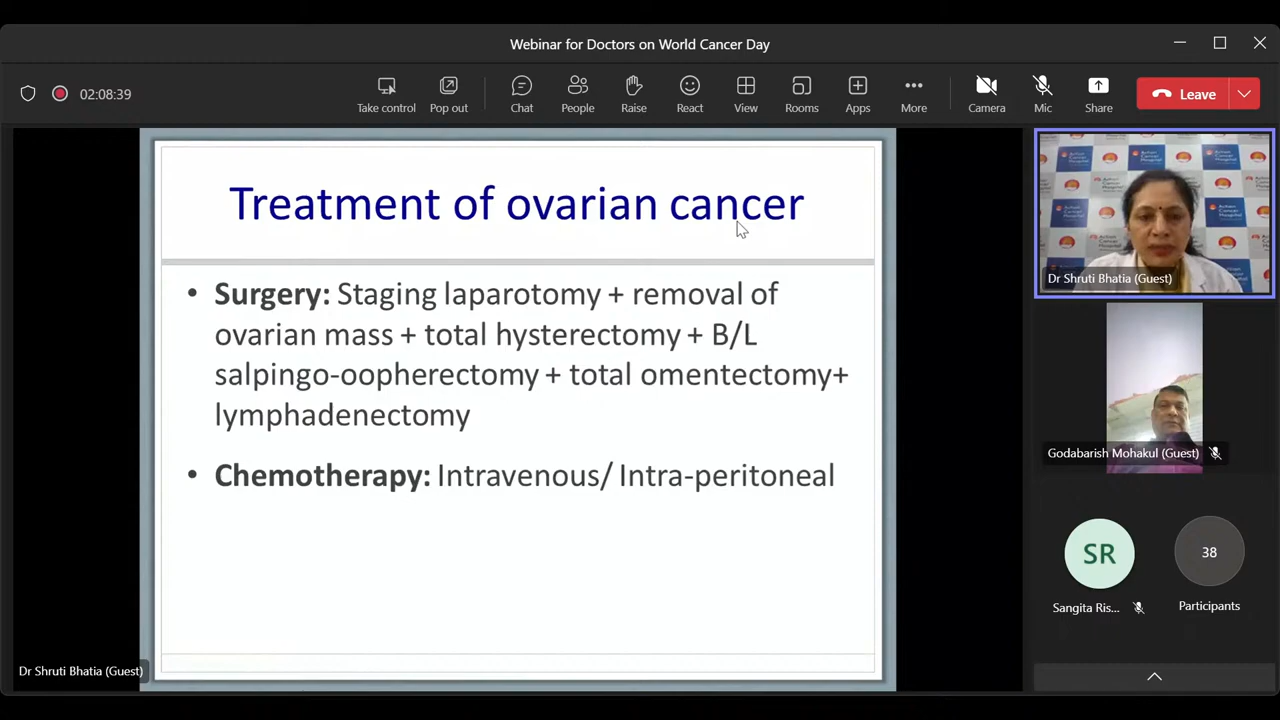 Webinar for Doctors on World Cancer Day
02:08:39
Take control
Pop out
Chat
People
Raise
React
View
Rooms
Apps
More
Camera
Mic
Share
Leave
Treatment of ovarian cancer
• Surgery: Staging laparotomy + removal of
ovarian mass + total hysterectomy + B/L
salpingo-oopherectomy + total omentectomy+
lymphadenectomy
• Chemotherapy: Intravenous/ Intra-peritoneal
Dr Shruti Bhatia (Guest)
Action
Cancer
Hospital
Dr Shruti Bhatia (Guest)
Godabarish Mohakul (Guest)
SR
Sangita Ris...
38
Participants